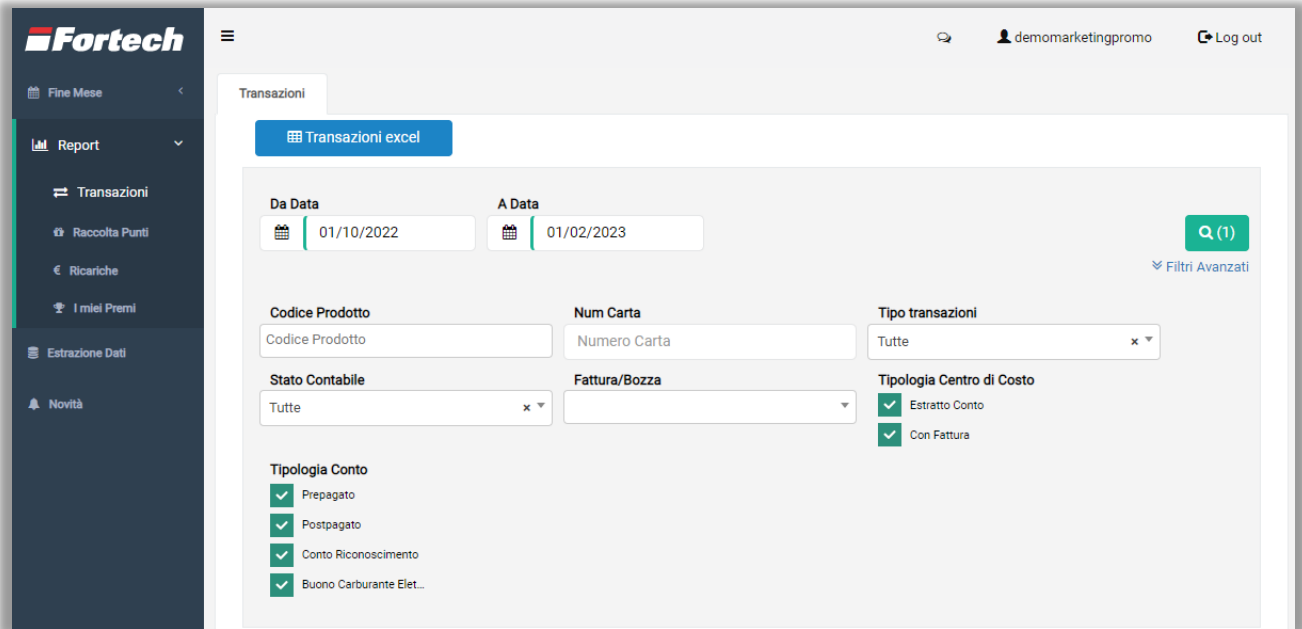 Fortech
demomarketingpromo
Log out
Fine Mese
Report
Transazioni
Raccolta Punti
€ Ricariche
I miei Premi
Estrazione Dati
Novità
Transazioni
Transazioni excel
Da Data
A Data
01/10/2022
01/02/2023
(1)
Filtri Avanzati
Codice Prodotto
Num Carta
Tipo transazioni
Codice Prodotto
Numero Carta
Tutte ×
Stato Contabile
Fattura/Bozza
Tipologia Centro di Costo
Tutte ×
Estratto Conto
Con Fattura
Tipologia Conto
Prepagato
Postpagato
Conto Riconoscimento
Buono Carburante Elet...